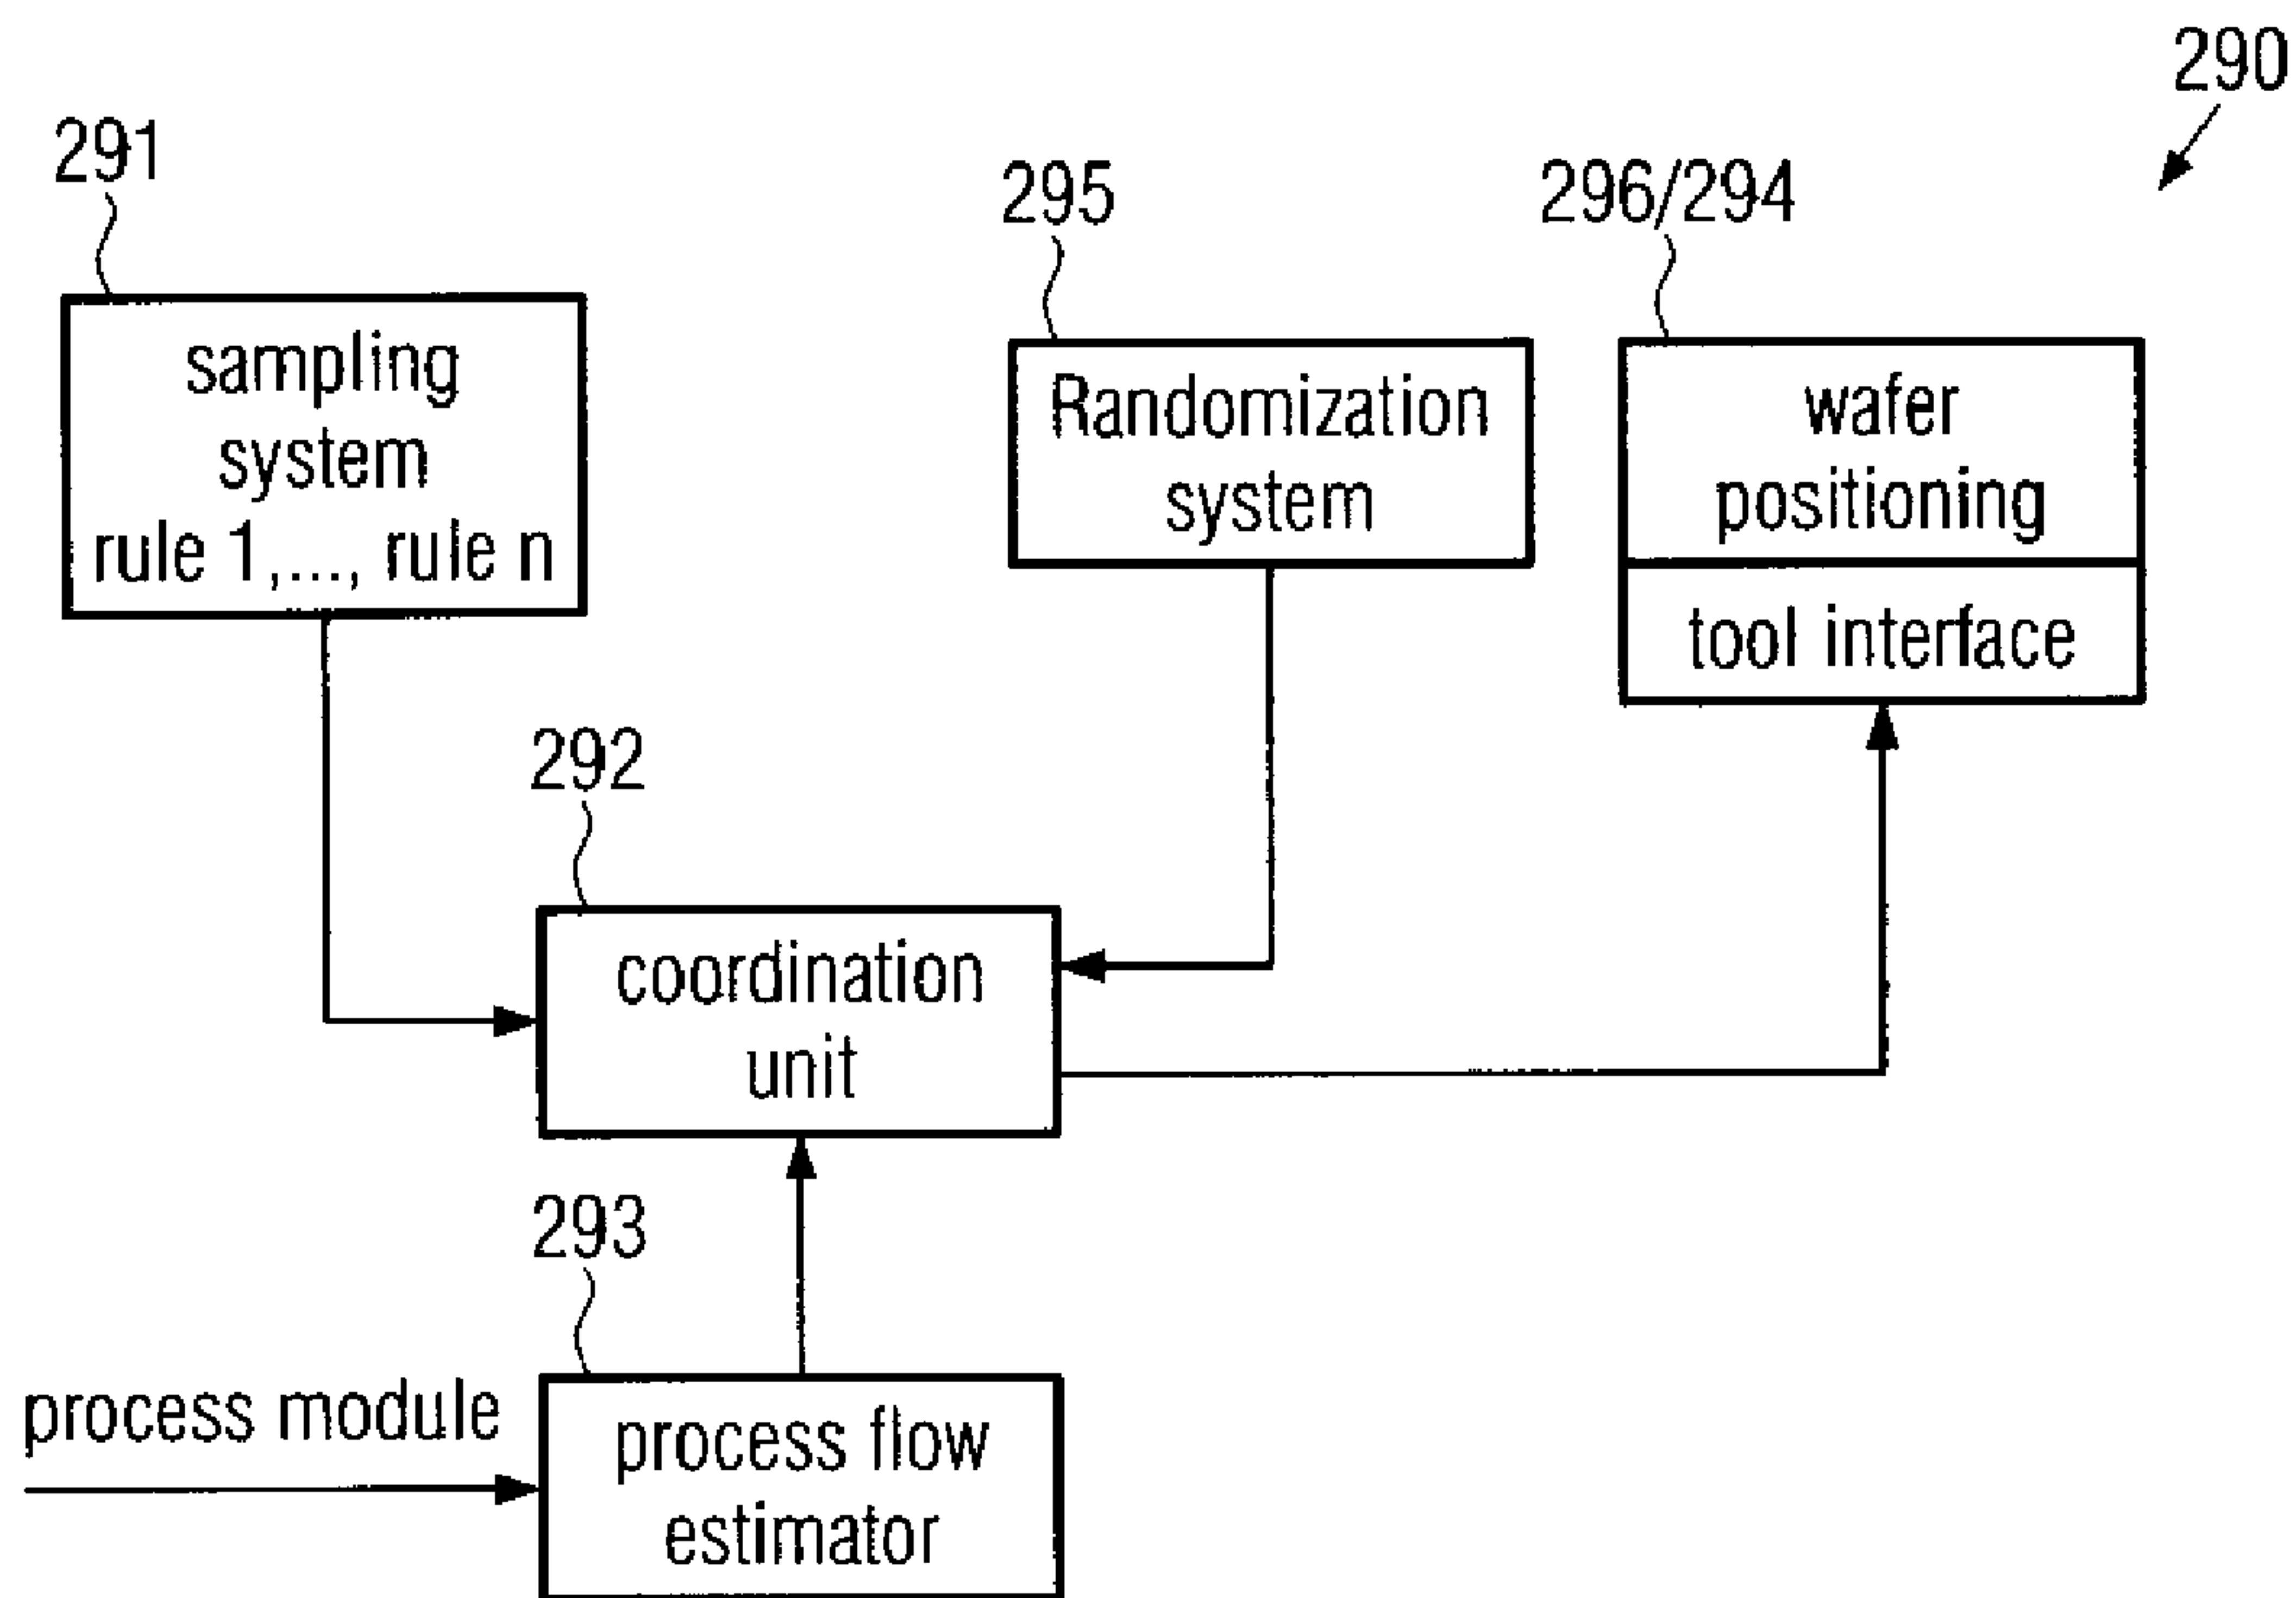 290
291
295
296/294
sampling
system
rule 1,..., rule n
Randomization
system
wafer
positioning
tool interface
292
coordination
unit
293
process module
process flow
estimator